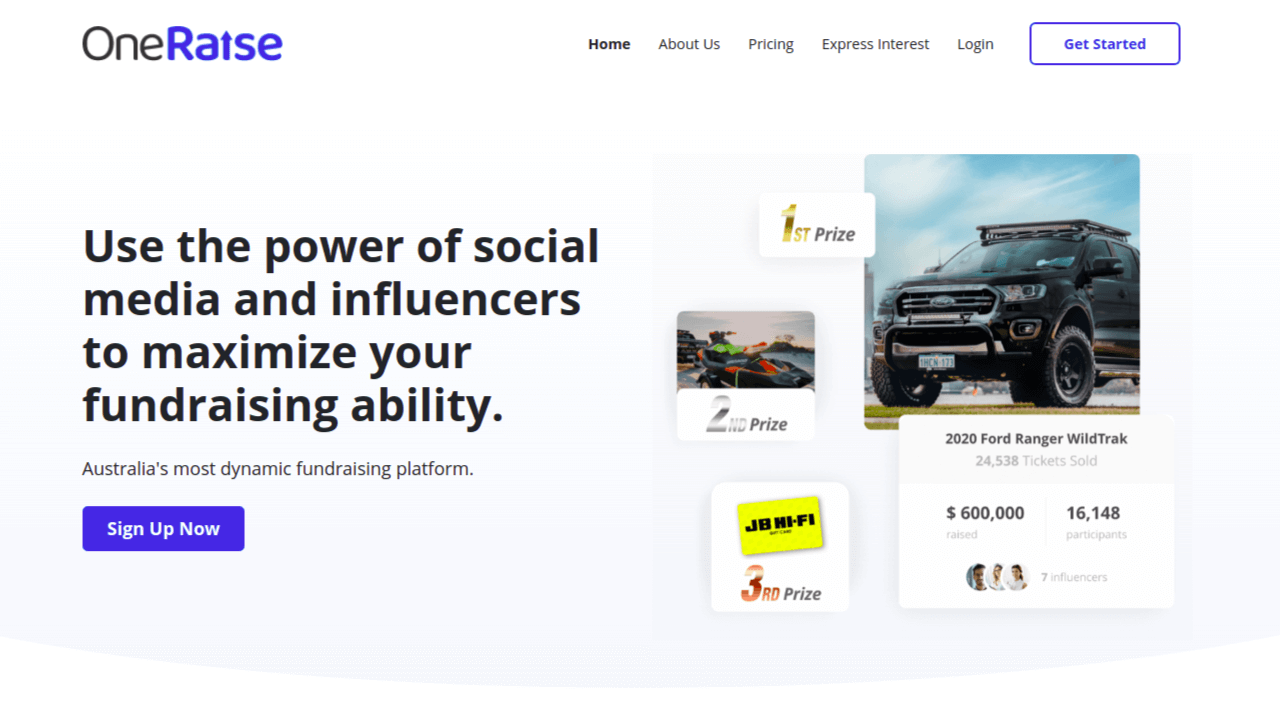 OneRaise
Home
About Us
Pricing
Express Interest
Login
Get Started
Use the power of social
media and influencers
to maximize your
fundraising ability.
Australia's most dynamic fundraising platform.
Sign Up Now
1ST Prize
2ND Prize
JB HI-FI
GIFT CARD
3RD Prize
2020 Ford Ranger WildTrak
24,538 Tickets Sold
$ 600,000
raised
16,148
participants
7 influencers